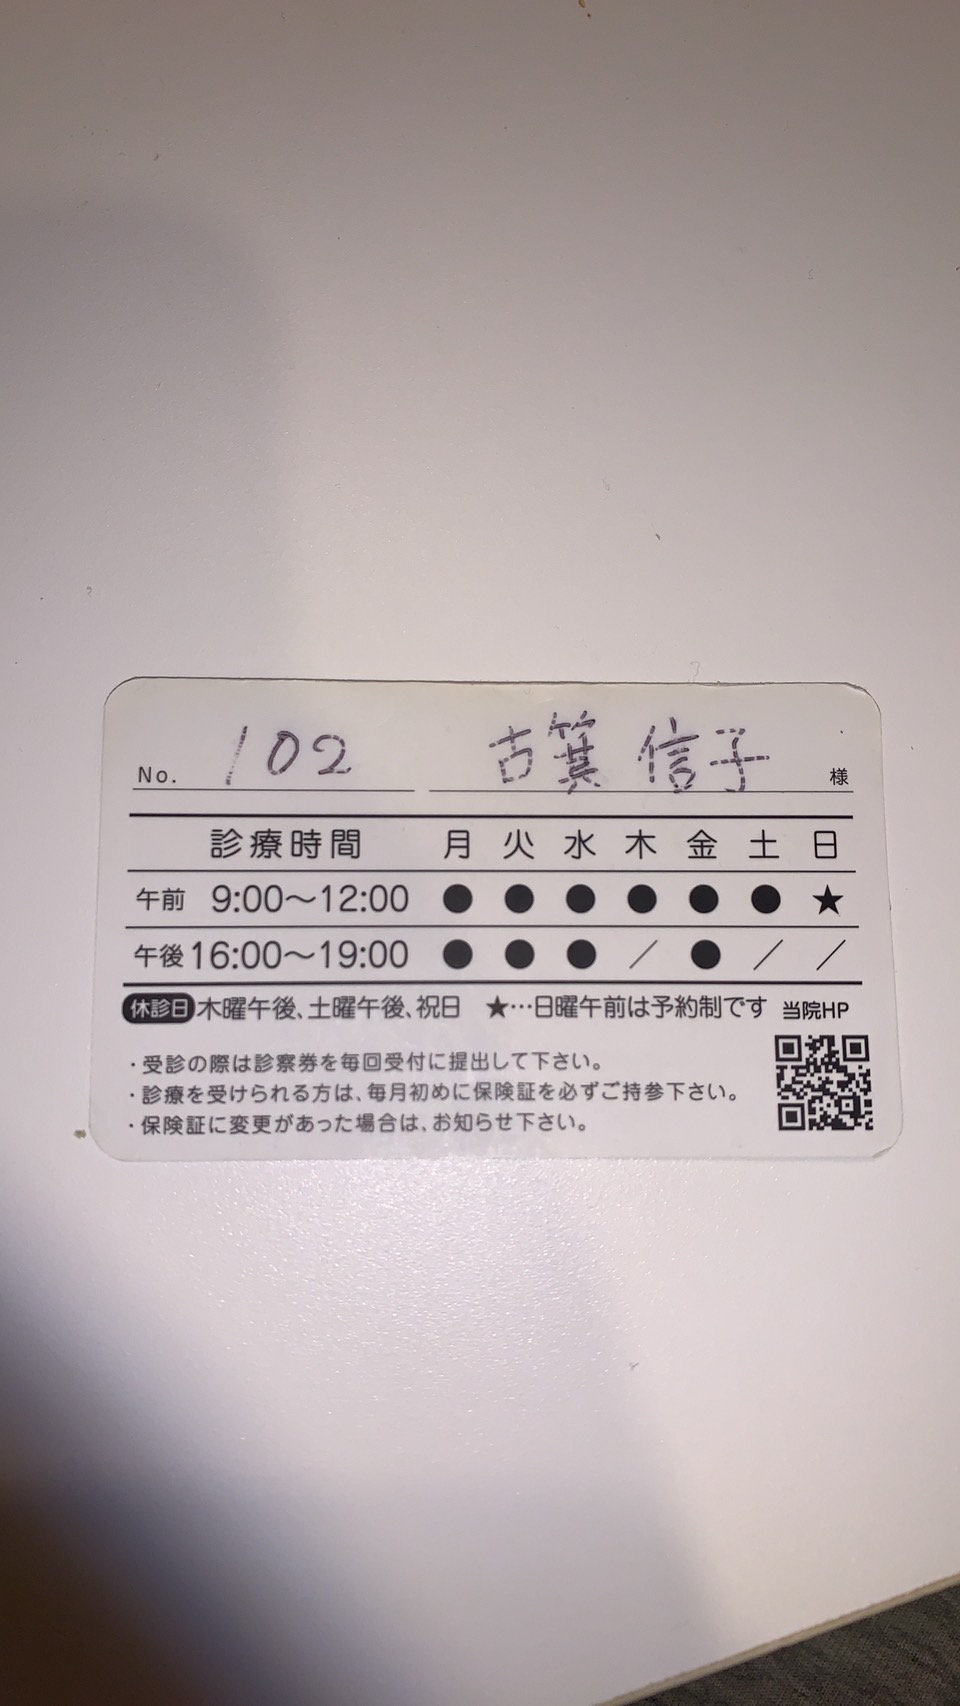 No. 102 古箕 信子 様
診療時間 月 火 水 木 金 土 日
午前 9:00〜12:00 ● ● ● ● ● ● ★
午後 16:00〜19:00 ● ● ● ／ ● ／ ／
休診日 木曜午後、土曜午後、祝日 ★…日曜午前は予約制です 当院HP
・受診の際は診察券を毎回受付に提出して下さい。
・診療を受けられる方は、毎月初めに保険証を必ずご持参下さい。
・保険証に変更があった場合は、お知らせ下さい。